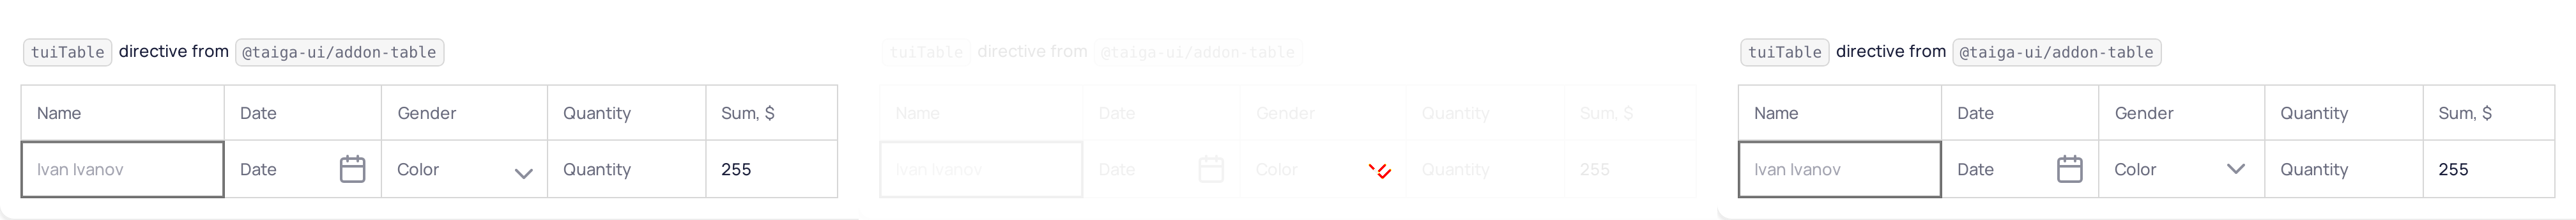 tuiTable directive from @taiga-ui/addon-table
Name Date Gender Quantity Sum, $
Ivan Ivanov Date Color Quantity 255
tuiTable directive from @taiga-ui/addon-table
Name Date Gender Quantity Sum, $
Ivan Ivanov Date Color Quantity 255
tuiTable directive from @taiga-ui/addon-table
Name Date Gender Quantity Sum, $
Ivan Ivanov Date Color Quantity 255